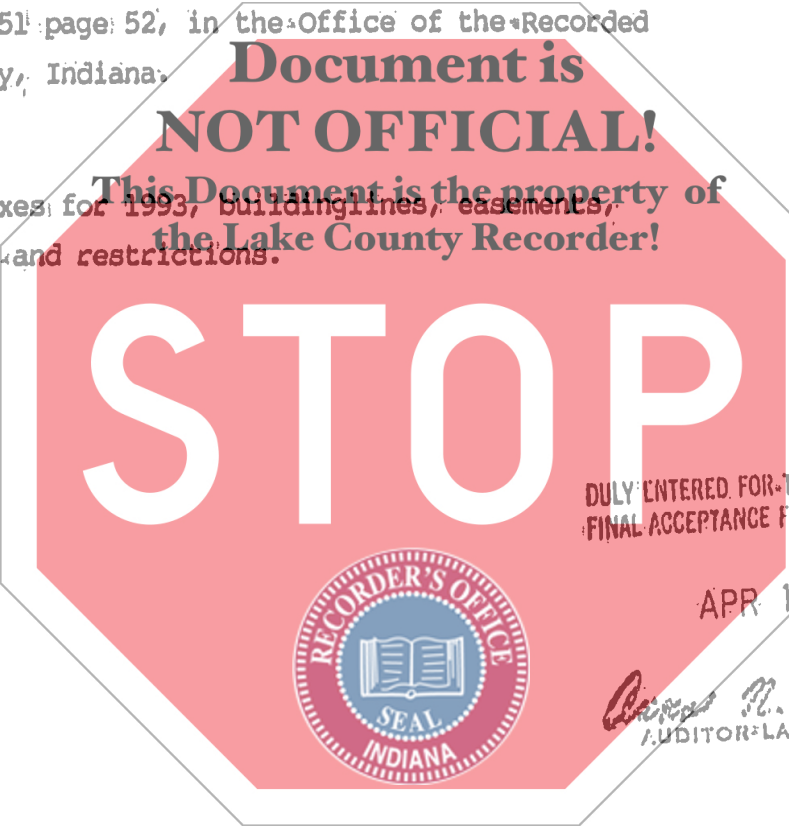 51 page 52, in the Office of the Recorded
y, Indiana.
Document is
NOT OFFICIAL!
This Document is the property of
the Lake County Recorder!
xes for 1993, buildinglines, easements,
and restrictions.
STOP
DULY ENTERED FOR T
FINAL ACCEPTANCE F
APR 1
RECORDER'S OFFICE
SEAL
INDIANA
AUDITOR LA